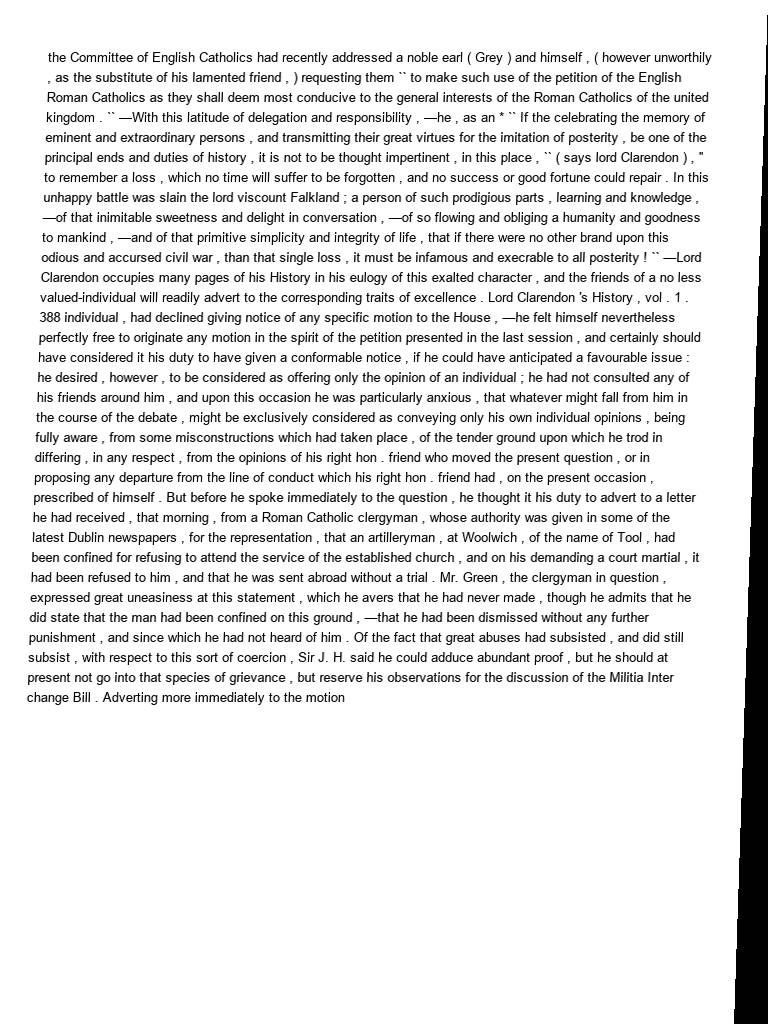 the Committee of English Catholics had recently addressed a noble earl ( Grey ) and himself , ( however unworthily
, as the substitute of his lamented friend , ) requesting them `` to make such use of the petition of the English
Roman Catholics as they shall deem most conducive to the general interests of the Roman Catholics of the united
kingdom . `` —With this latitude of delegation and responsibility , —he , as an * `` If the celebrating the memory of
eminent and extraordinary persons , and transmitting their great virtues for the imitation of posterity , be one of the
principal ends and duties of history , it is not to be thought impertinent , in this place , `` ( says lord Clarendon ) , "
to remember a loss , which no time will suffer to be forgotten , and no success or good fortune could repair . In this
unhappy battle was slain the lord viscount Falkland ; a person of such prodigious parts , learning and knowledge ,
—of that inimitable sweetness and delight in conversation , —of so flowing and obliging a humanity and goodness
to mankind , —and of that primitive simplicity and integrity of life , that if there were no other brand upon this
odious and accursed civil war , than that single loss , it must be infamous and execrable to all posterity ! `` —Lord
Clarendon occupies many pages of his History in his eulogy of this exalted character , and the friends of a no less
valued-individual will readily advert to the corresponding traits of excellence . Lord Clarendon 's History , vol . 1 .
388 individual , had declined giving notice of any specific motion to the House , —he felt himself nevertheless
perfectly free to originate any motion in the spirit of the petition presented in the last session , and certainly should
have considered it his duty to have given a conformable notice , if he could have anticipated a favourable issue :
he desired , however , to be considered as offering only the opinion of an individual ; he had not consulted any of
his friends around him , and upon this occasion he was particularly anxious , that whatever might fall from him in
the course of the debate , might be exclusively considered as conveying only his own individual opinions , being
fully aware , from some misconstructions which had taken place , of the tender ground upon which he trod in
differing , in any respect , from the opinions of his right hon . friend who moved the present question , or in
proposing any departure from the line of conduct which his right hon . friend had , on the present occasion ,
prescribed of himself . But before he spoke immediately to the question , he thought it his duty to advert to a letter
he had received , that morning , from a Roman Catholic clergyman , whose authority was given in some of the
latest Dublin newspapers , for the representation , that an artilleryman , at Woolwich , of the name of Tool , had
been confined for refusing to attend the service of the established church , and on his demanding a court martial , it
had been refused to him , and that he was sent abroad without a trial . Mr. Green , the clergyman in question ,
expressed great uneasiness at this statement , which he avers that he had never made , though he admits that he
did state that the man had been confined on this ground , —that he had been dismissed without any further
punishment , and since which he had not heard of him . Of the fact that great abuses had subsisted , and did still
subsist , with respect to this sort of coercion , Sir J. H. said he could adduce abundant proof , but he should at
present not go into that species of grievance , but reserve his observations for the discussion of the Militia Inter
change Bill . Adverting more immediately to the motion